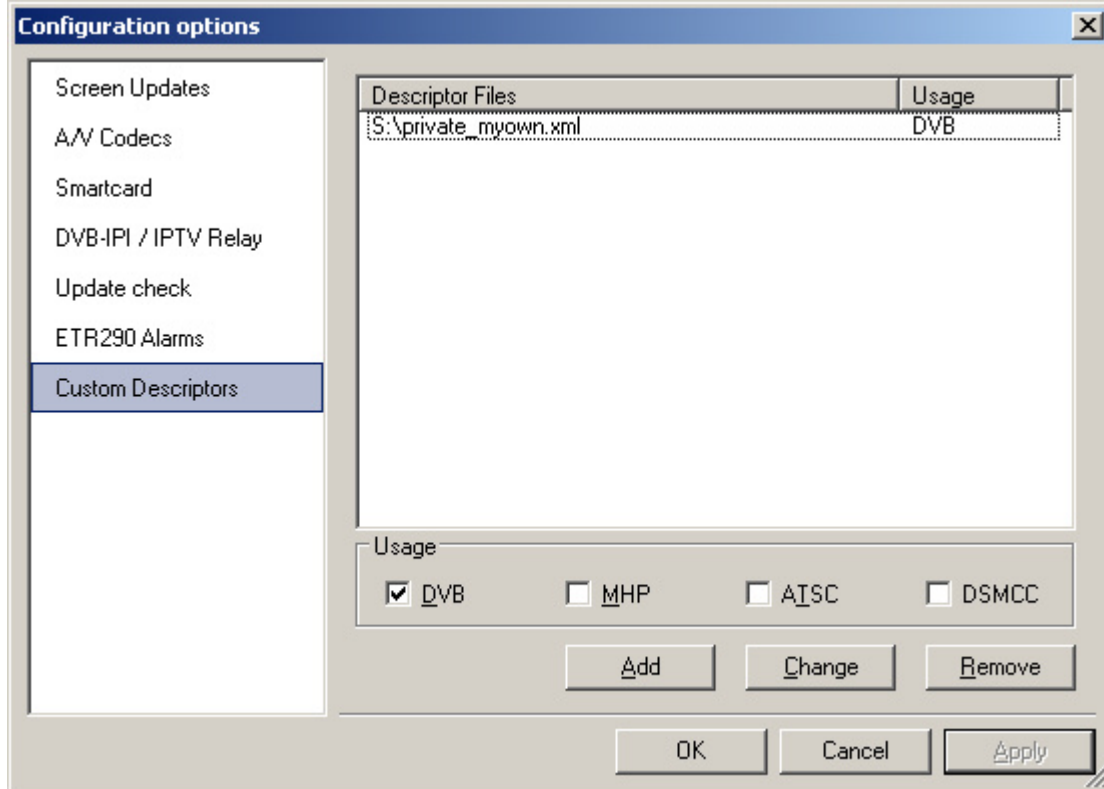 Configuration options
Screen Updates
A/V Codecs
Smartcard
DVB-IPI / IPTV Relay
Update check
ETR290 Alarms
Custom Descriptors
Descriptor Files Usage
S:\private_myown.xml DVB
Usage
DVB MHP ATSC DSMCC
Add Change Remove
OK Cancel Apply